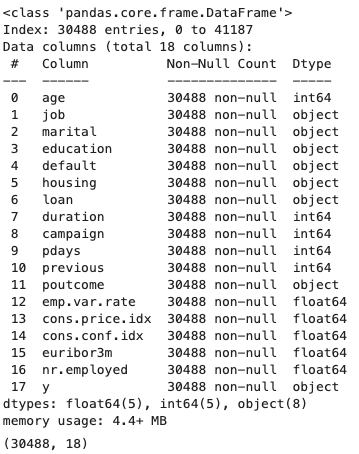 <class 'pandas.core.frame.DataFrame'>
Index: 30488 entries, 0 to 41187
Data columns (total 18 columns):
 #   Column          Non-Null Count  Dtype
---  ------          --------------  -----
 0   age             30488 non-null  int64
 1   job             30488 non-null  object
 2   marital         30488 non-null  object
 3   education       30488 non-null  object
 4   default         30488 non-null  object
 5   housing         30488 non-null  object
 6   loan            30488 non-null  object
 7   duration        30488 non-null  int64
 8   campaign        30488 non-null  int64
 9   pdays           30488 non-null  int64
 10  previous        30488 non-null  int64
 11  poutcome        30488 non-null  object
 12  emp.var.rate    30488 non-null  float64
 13  cons.price.idx  30488 non-null  float64
 14  cons.conf.idx   30488 non-null  float64
 15  euribor3m       30488 non-null  float64
 16  nr.employed     30488 non-null  float64
 17  y               30488 non-null  object
dtypes: float64(5), int64(5), object(8)
memory usage: 4.4+ MB
(30488, 18)